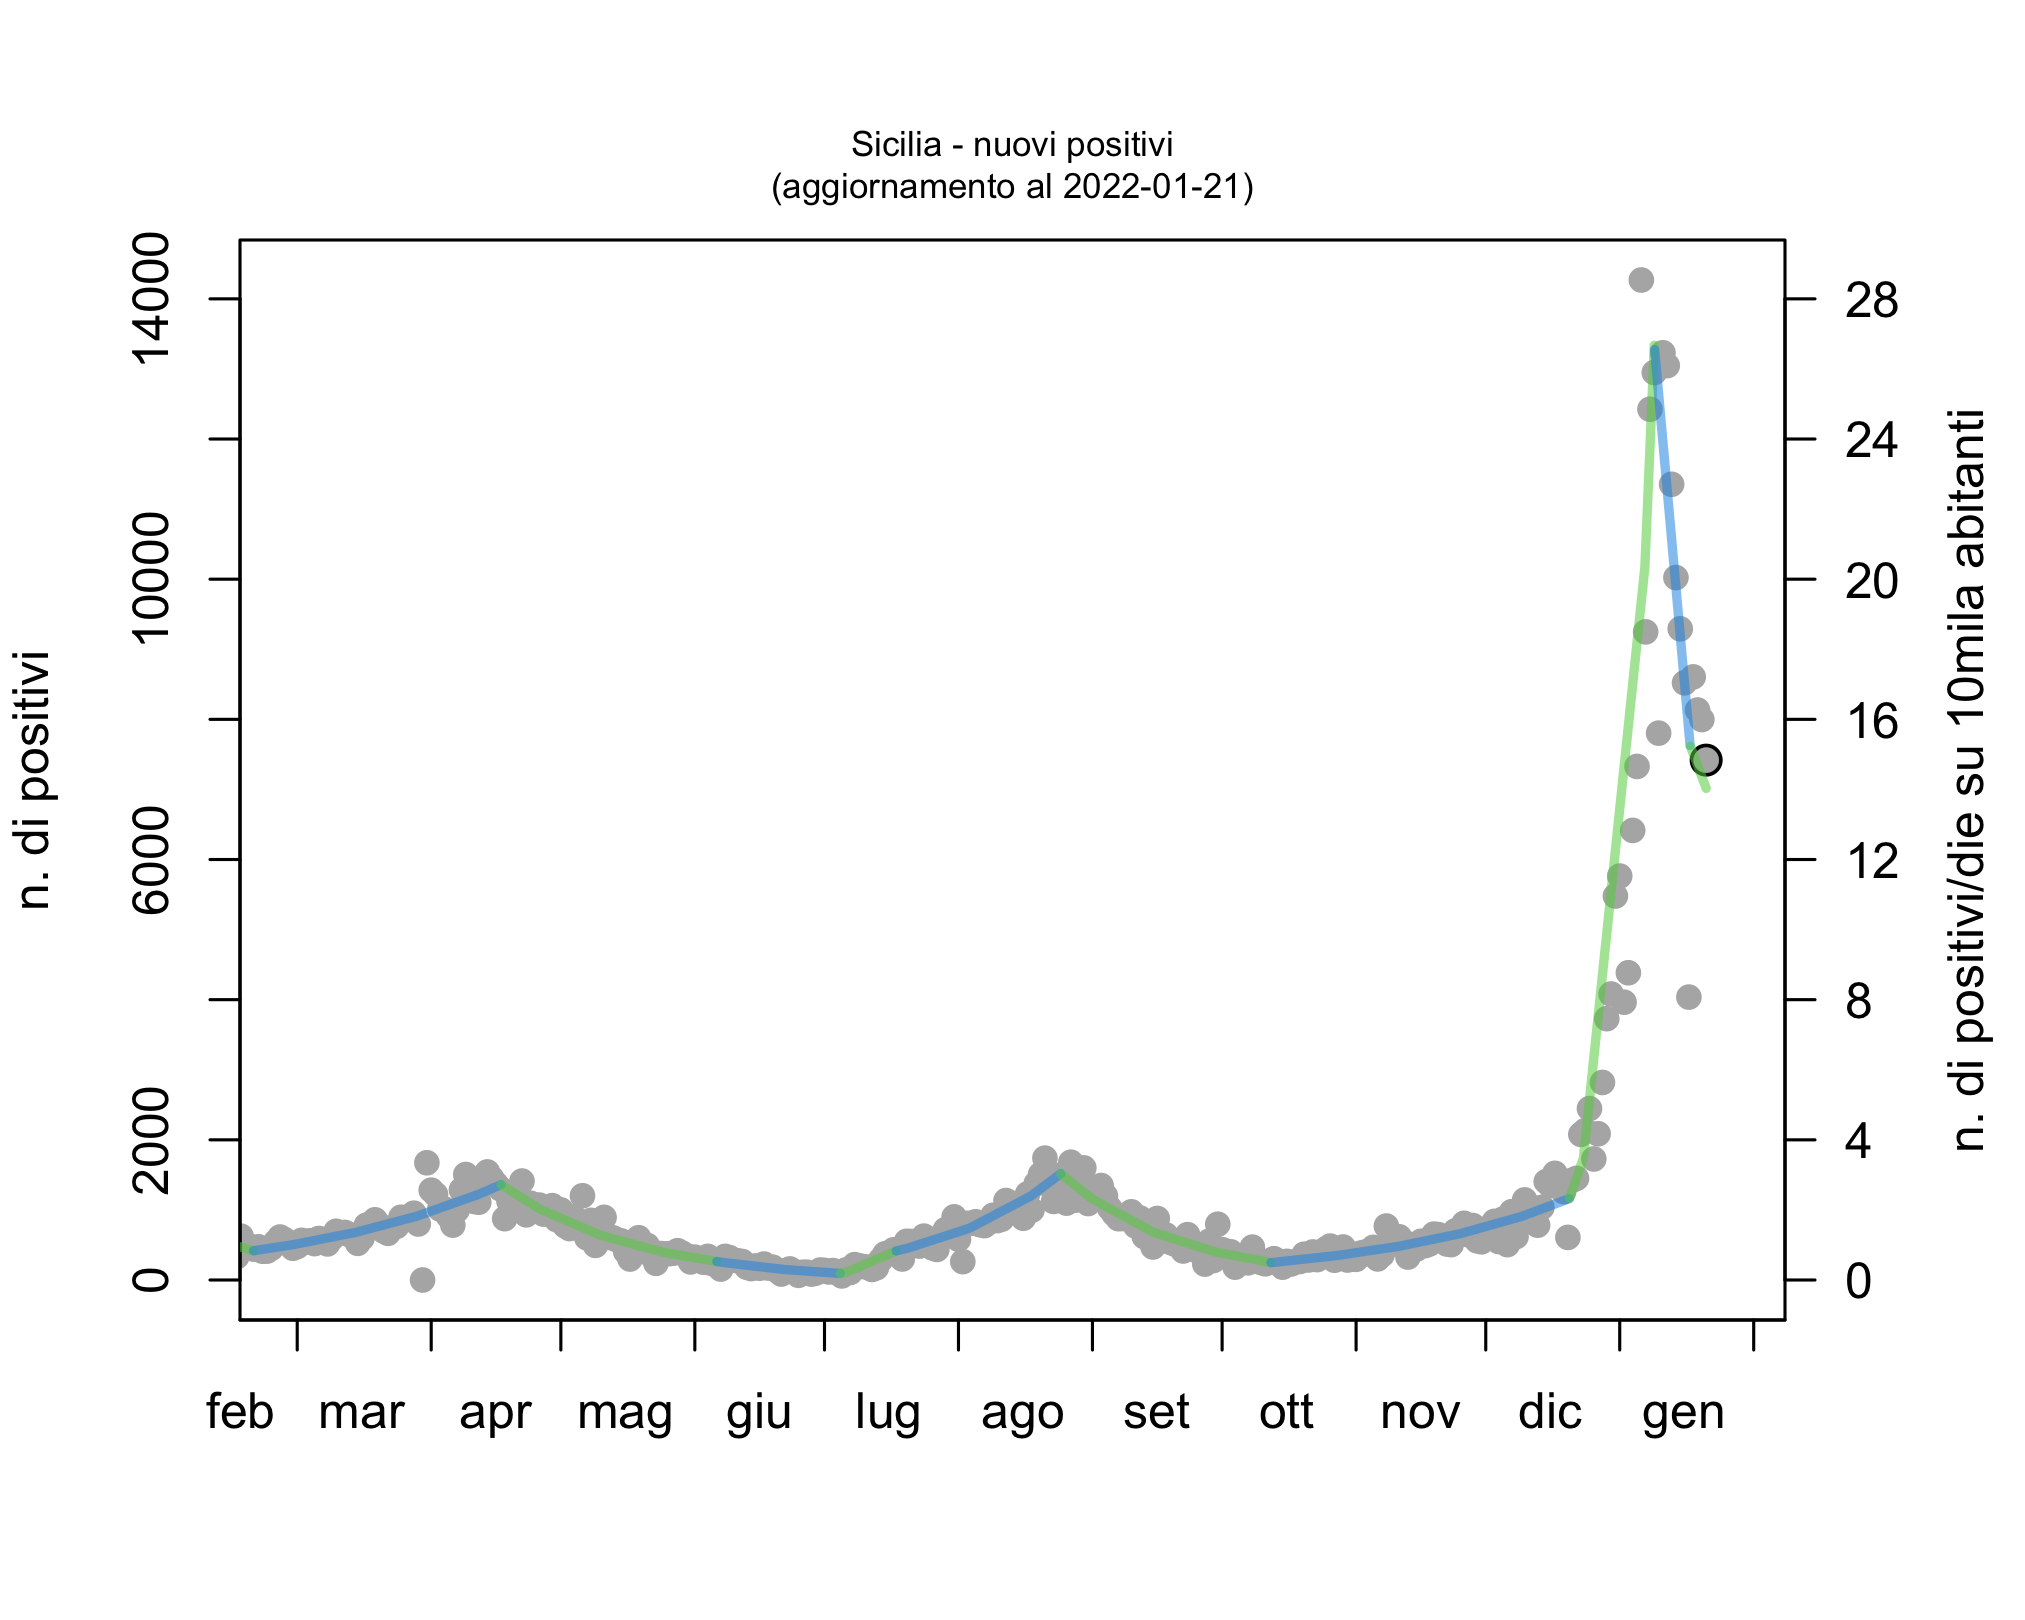 Sicilia - nuovi positivi
(aggiornamento al 2022-01-21)
n. di positivi
14000
10000
6000
2000
0
28
24
20
16
12
8
4
0
n. di positivi/die su 10mila abitanti
feb mar apr mag giu lug ago set ott nov dic gen